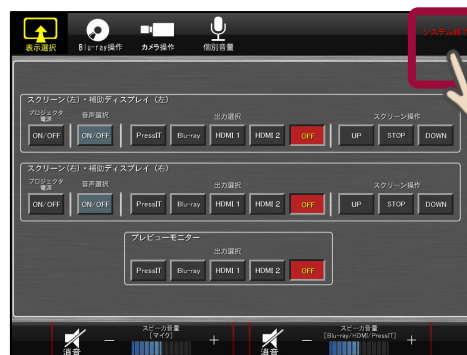 表示選択 Blu-ray操作 カメラ操作 個別音量 システム終了
スクリーン(左)・補助ディスプレイ (左)
プロジェクタ電源 音声選択 出力選択 スクリーン操作
ON/OFF ON/OFF PressIT Blu-ray HDMI 1 HDMI 2 OFF UP STOP DOWN
スクリーン(右)・補助ディスプレイ (右)
プロジェクタ電源 音声選択 出力選択 スクリーン操作
ON/OFF ON/OFF PressIT Blu-ray HDMI 1 HDMI 2 OFF UP STOP DOWN
プレビューモニター
出力選択
PressIT Blu-ray HDMI 1 HDMI 2 OFF
スピーカ音量 スピーカ音量
[マイク] [Blu-ray/HDMI/PressIT]
消音 － + 消音 － +